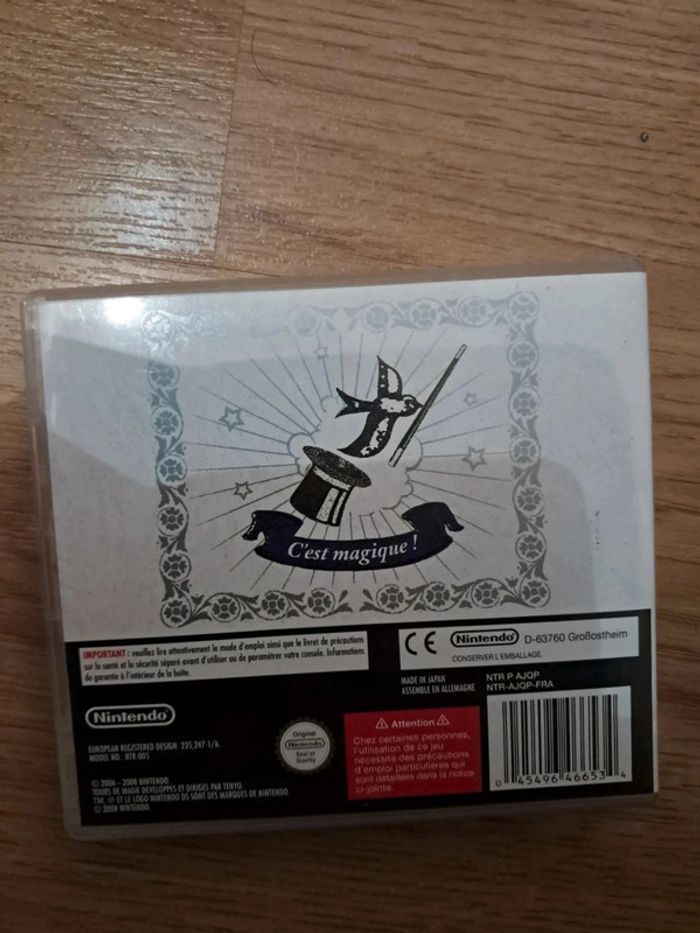 C'est magique !
IMPORTANT : veuillez lire attentivement le mode d'emploi ainsi que le livret de précautions
sur la santé et la sécurité séparé avant d'utiliser ou de paramétrer votre console. Informations
de garantie à l'intérieur de la boîte.
CE Nintendo D-63760 Großostheim
CONSERVER L'EMBALLAGE.
MADE IN JAPAN
ASSEMBLE EN ALLEMAGNE
NTR P AJQP
NTR-AJQP-FRA
Nintendo
EUROPEAN REGISTERED DESIGN: 235,247-1/6.
MODEL NO.: NTR-005
© 2006 – 2008 NINTENDO
TOURS DE MAGIE DEVELOPPES ET DIRIGES PAR TENYO.
TM, ® ET LE LOGO NINTENDO DS SONT DES MARQUES DE NINTENDO.
© 2008 NINTENDO.
Original
Nintendo
Seal of
Quality
Attention
Chez certaines personnes,
l'utilisation de ce jeu
nécessite des précautions
d'emploi particulières qui
sont détaillées dans la notice
ci-jointe.
0 45496 46653 4